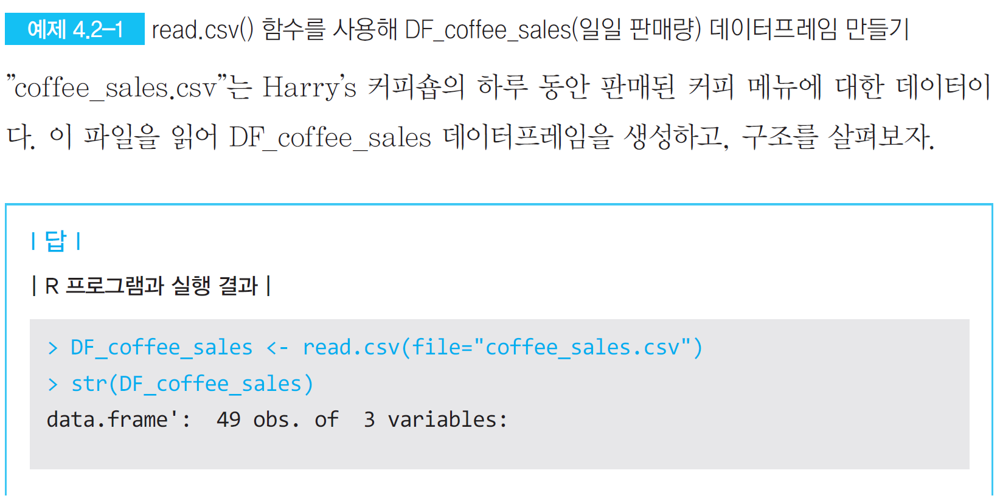 예제 4.2-1 read.csv() 함수를 사용해 DF_coffee_sales(일일 판매량) 데이터프레임 만들기
”coffee_sales.csv”는 Harry’s 커피숍의 하루 동안 판매된 커피 메뉴에 대한 데이터이
다. 이 파일을 읽어 DF_coffee_sales 데이터프레임을 생성하고, 구조를 살펴보자.
| 답 |
| R 프로그램과 실행 결과 |
> DF_coffee_sales <- read.csv(file="coffee_sales.csv")
> str(DF_coffee_sales)
data.frame':  49 obs. of  3 variables: